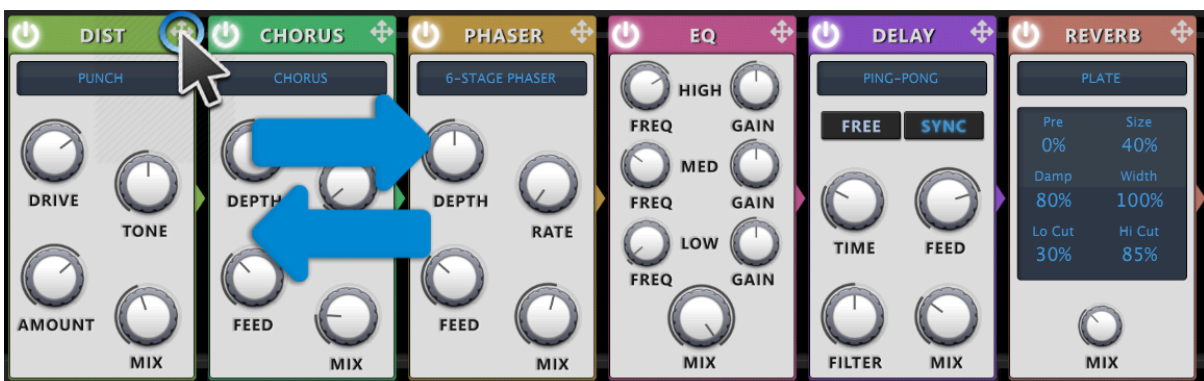 DIST
PUNCH
DRIVE
TONE
AMOUNT
MIX
CHORUS
CHORUS
DEPTH
FEED
MIX
PHASER
6-STAGE PHASER
DEPTH
RATE
FEED
MIX
EQ
HIGH
FREQ GAIN
MED
FREQ GAIN
LOW
FREQ GAIN
MIX
DELAY
PING-PONG
FREE SYNC
TIME FEED
FILTER MIX
REVERB
PLATE
Pre Size
0% 40%
Damp Width
80% 100%
Lo Cut Hi Cut
30% 85%
MIX